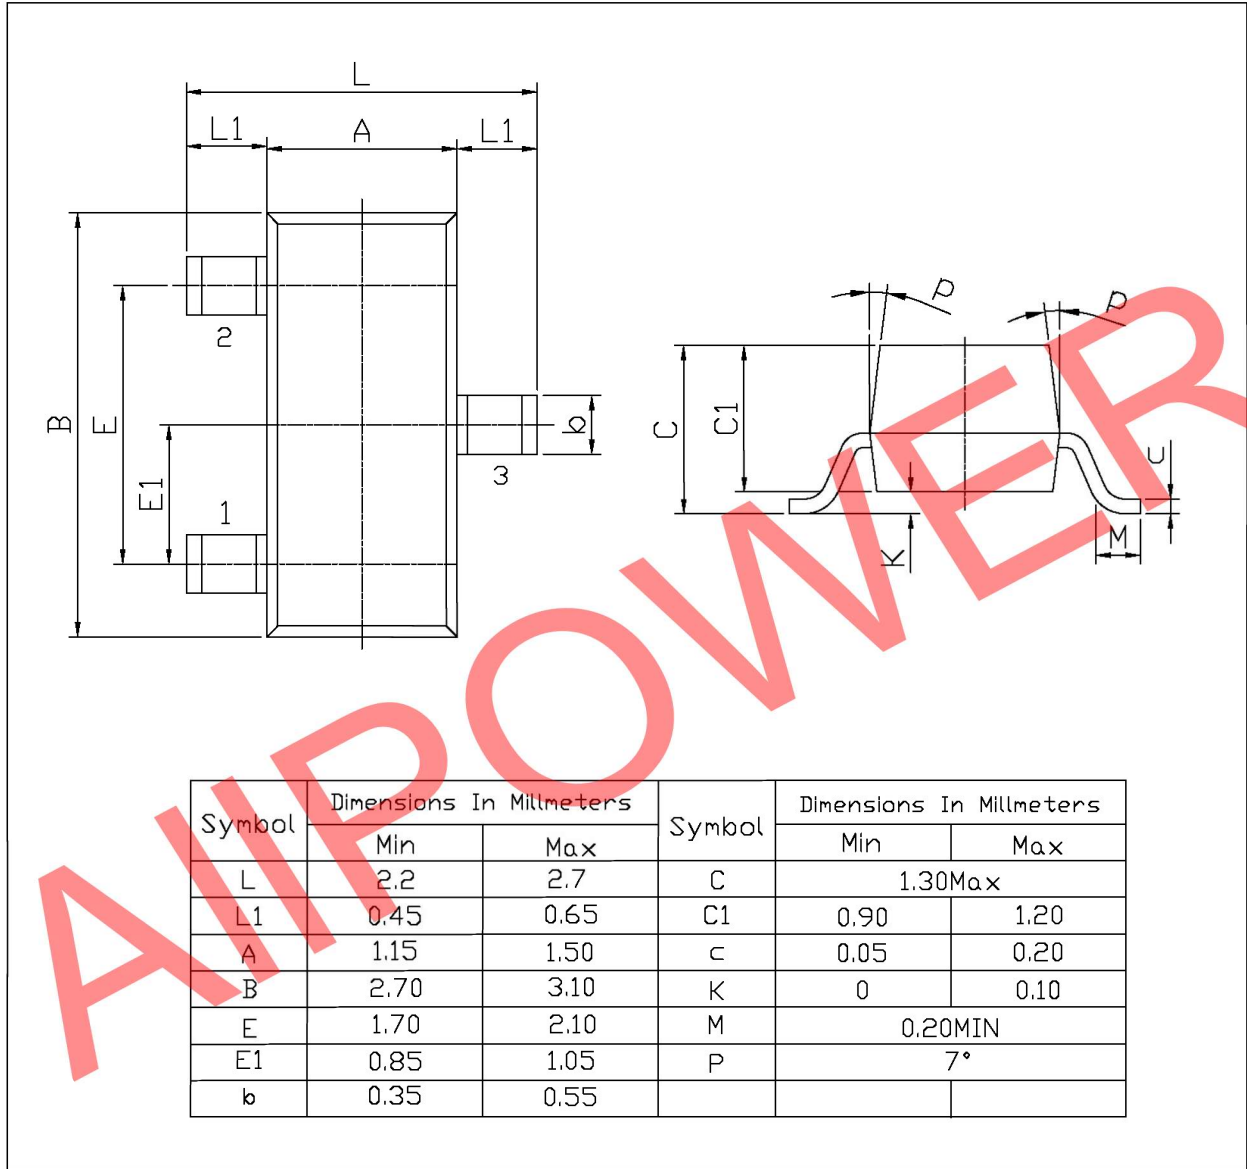 L
L1 A L1
2
B
E
E1
b
3
1
P
P
C
C1
c
K
M
AIIPOWER
Symbol Dimensions In Millmeters Symbol Dimensions In Millmeters
Min Max Min Max
L 2.2 2.7 C 1.30Max
L1 0.45 0.65 C1 0.90 1.20
A 1.15 1.50 c 0.05 0.20
B 2.70 3.10 K 0 0.10
E 1.70 2.10 M 0.20MIN
E1 0.85 1.05 P 7°
b 0.35 0.55